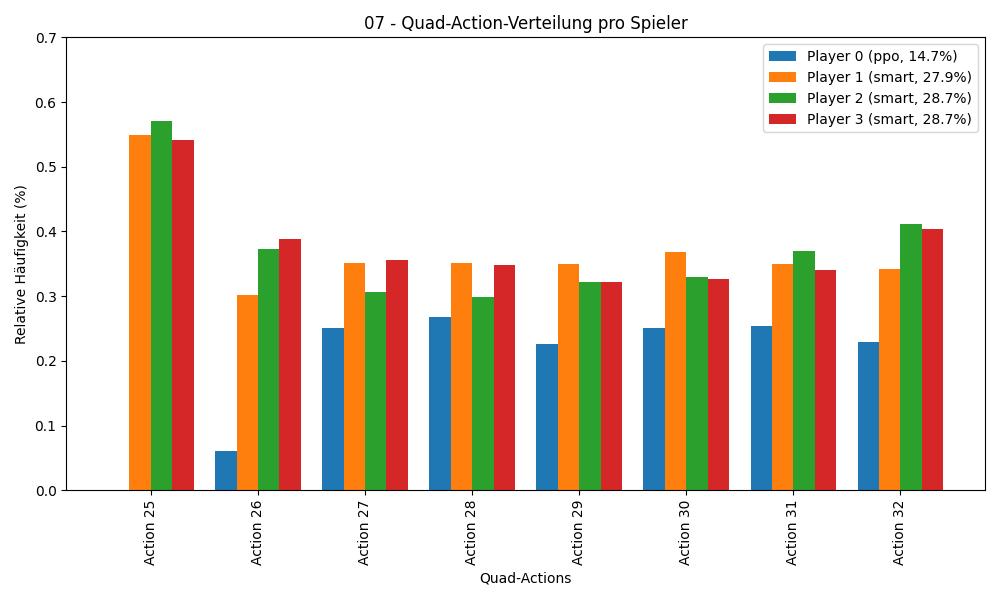 07 - Quad-Action-Verteilung pro Spieler
Player 0 (ppo, 14.7%)
Player 1 (smart, 27.9%)
Player 2 (smart, 28.7%)
Player 3 (smart, 28.7%)
Relative Häufigkeit (%)
0.7
0.6
0.5
0.4
0.3
0.2
0.1
0.0
Action 25
Action 26
Action 27
Action 28
Action 29
Action 30
Action 31
Action 32
Quad-Actions